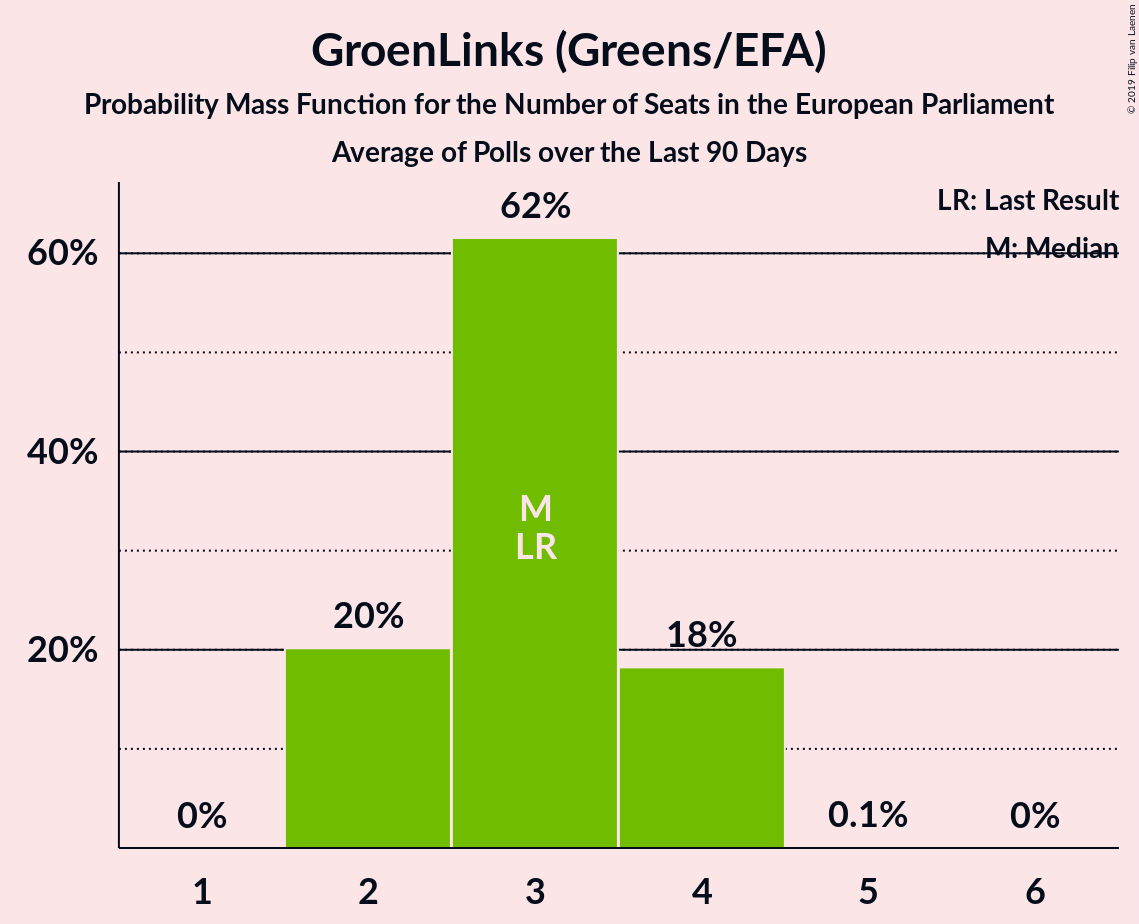 GroenLinks (Greens/EFA)
Probability Mass Function for the Number of Seats in the European Parliament
Average of Polls over the Last 90 Days
© 2019 Filip van Laenen
LR: Last Result
M: Median
62%
60%
40%
M
LR
20%
18%
20%
0%
0.1%
0%
1 2 3 4 5 6